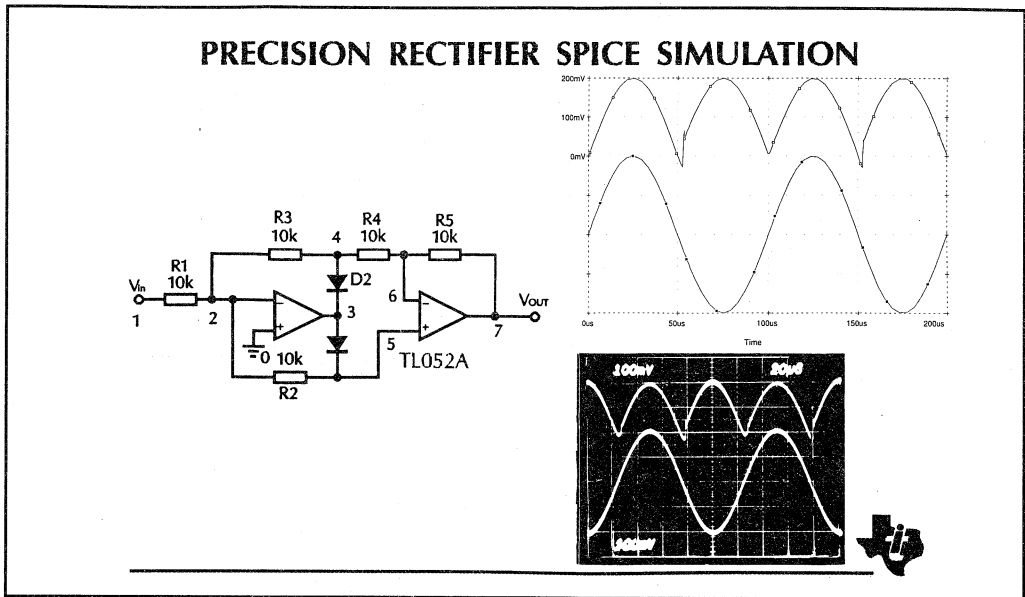 PRECISION RECTIFIER SPICE SIMULATION
200mV
100mV
0mV
0us
50us
100us
150us
200us
Time
R3
10k
4
R4
10k
R5
10k
R1
10k
Vin
1
2
D2
3
6
5
0
10k
R2
TL052A
7
VOUT
100mV
20µS
100mV
i